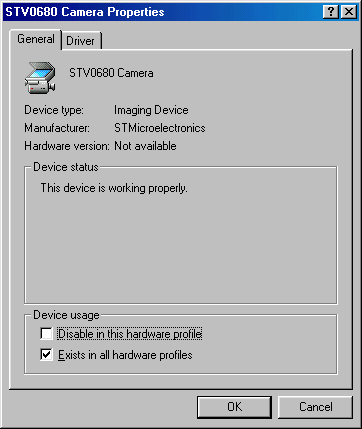 STV0680 Camera Properties
General Driver
STV0680 Camera
Device type: Imaging Device
Manufacturer: STMicroelectronics
Hardware version: Not available
Device status
This device is working properly.
Device usage
Disable in this hardware profile
Exists in all hardware profiles
OK Cancel